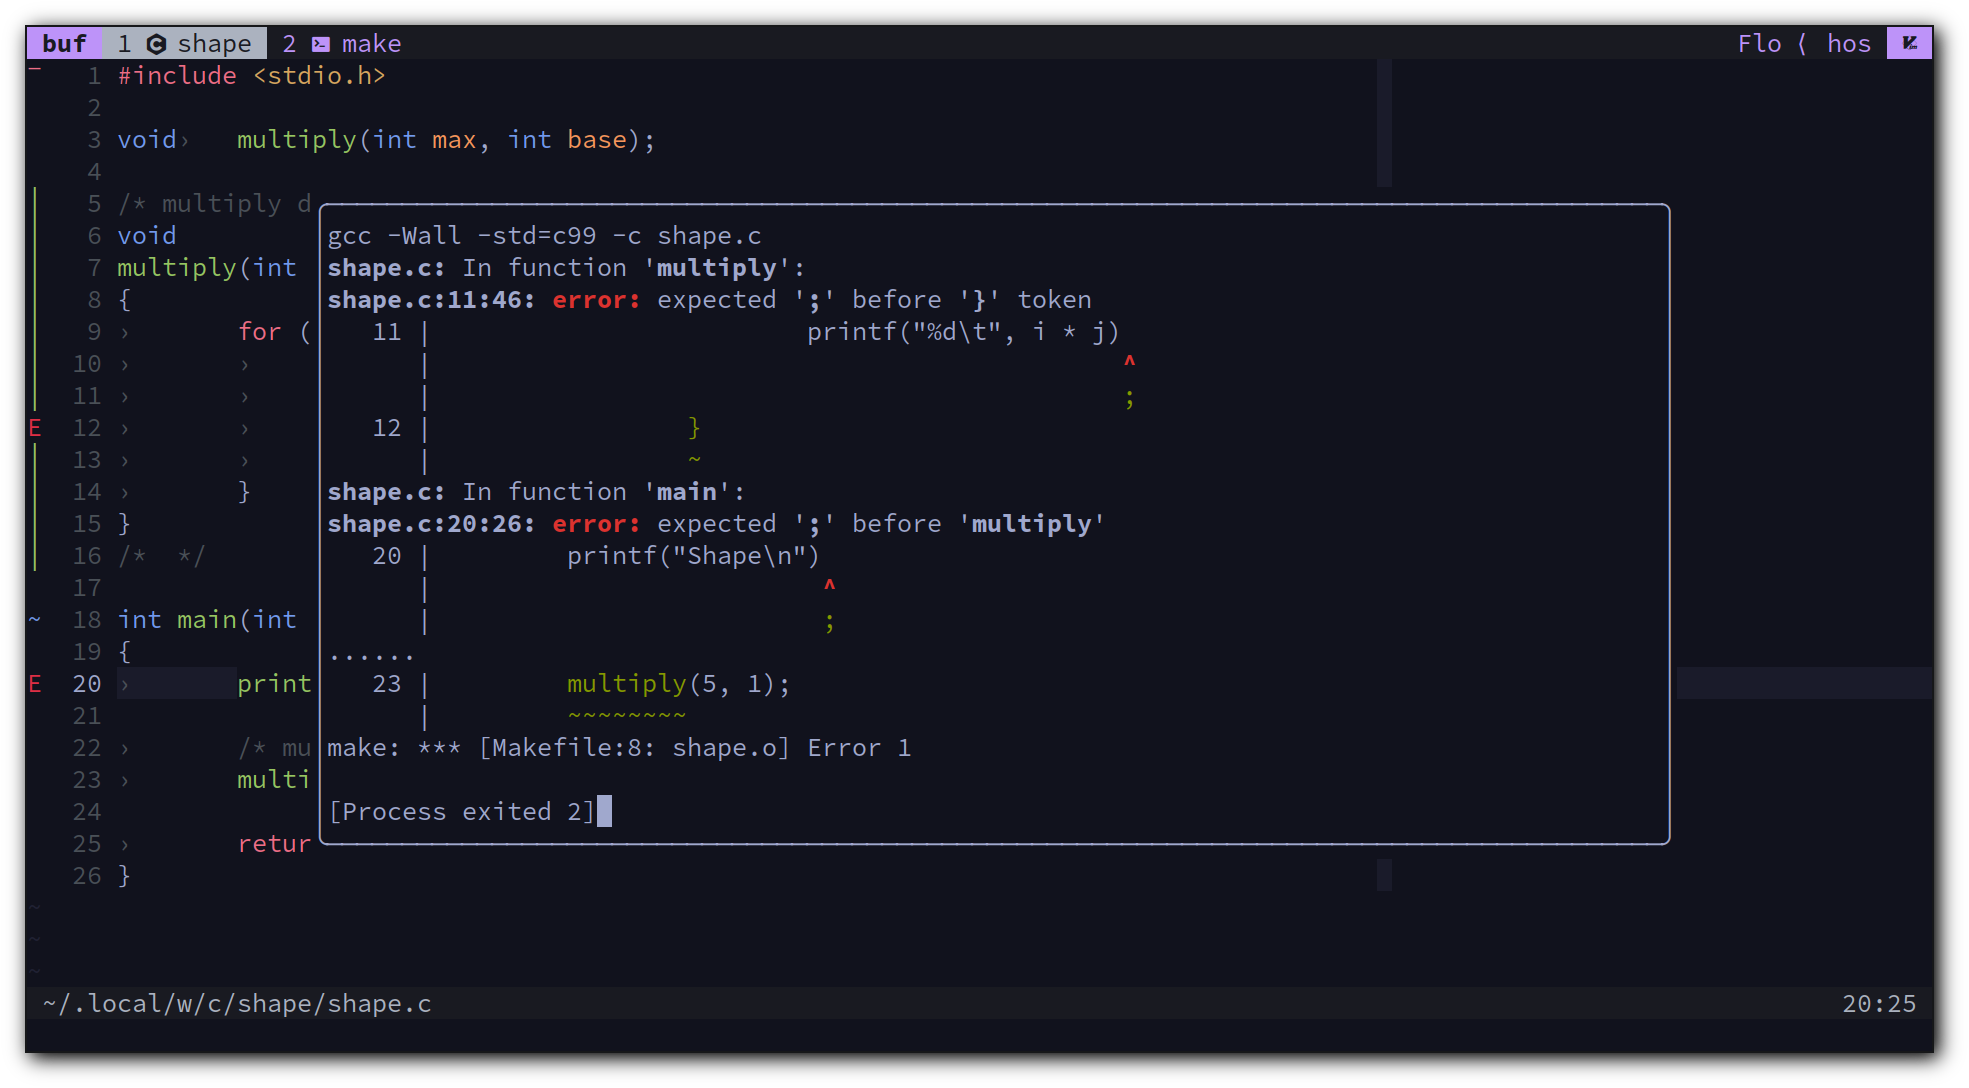 buf 1 shape 2 make Flo ⟨ hos
1 #include <stdio.h>
2
3 void› multiply(int max, int base);
4
5 /* multiply d
6 void
7 multiply(int
8 {
9 › for (
10 › ›
11 › ›
E 12 › ›
13 › ›
14 › }
15 }
16 /*  */
17
~ 18 int main(int
19 {
E 20 › print
21
22 › /* mu
23 › multi
24
25 › retur
26 }
~
~
~
gcc -Wall -std=c99 -c shape.c
shape.c: In function 'multiply':
shape.c:11:46: error: expected ';' before '}' token
11 | printf("%d\t", i * j)
| ^
| ;
12 | }
| ~
shape.c: In function 'main':
shape.c:20:26: error: expected ';' before 'multiply'
20 | printf("Shape\n")
| ^
| ;
......
23 | multiply(5, 1);
| ~~~~~~~~
make: *** [Makefile:8: shape.o] Error 1
[Process exited 2]
~/.local/w/c/shape/shape.c 20:25